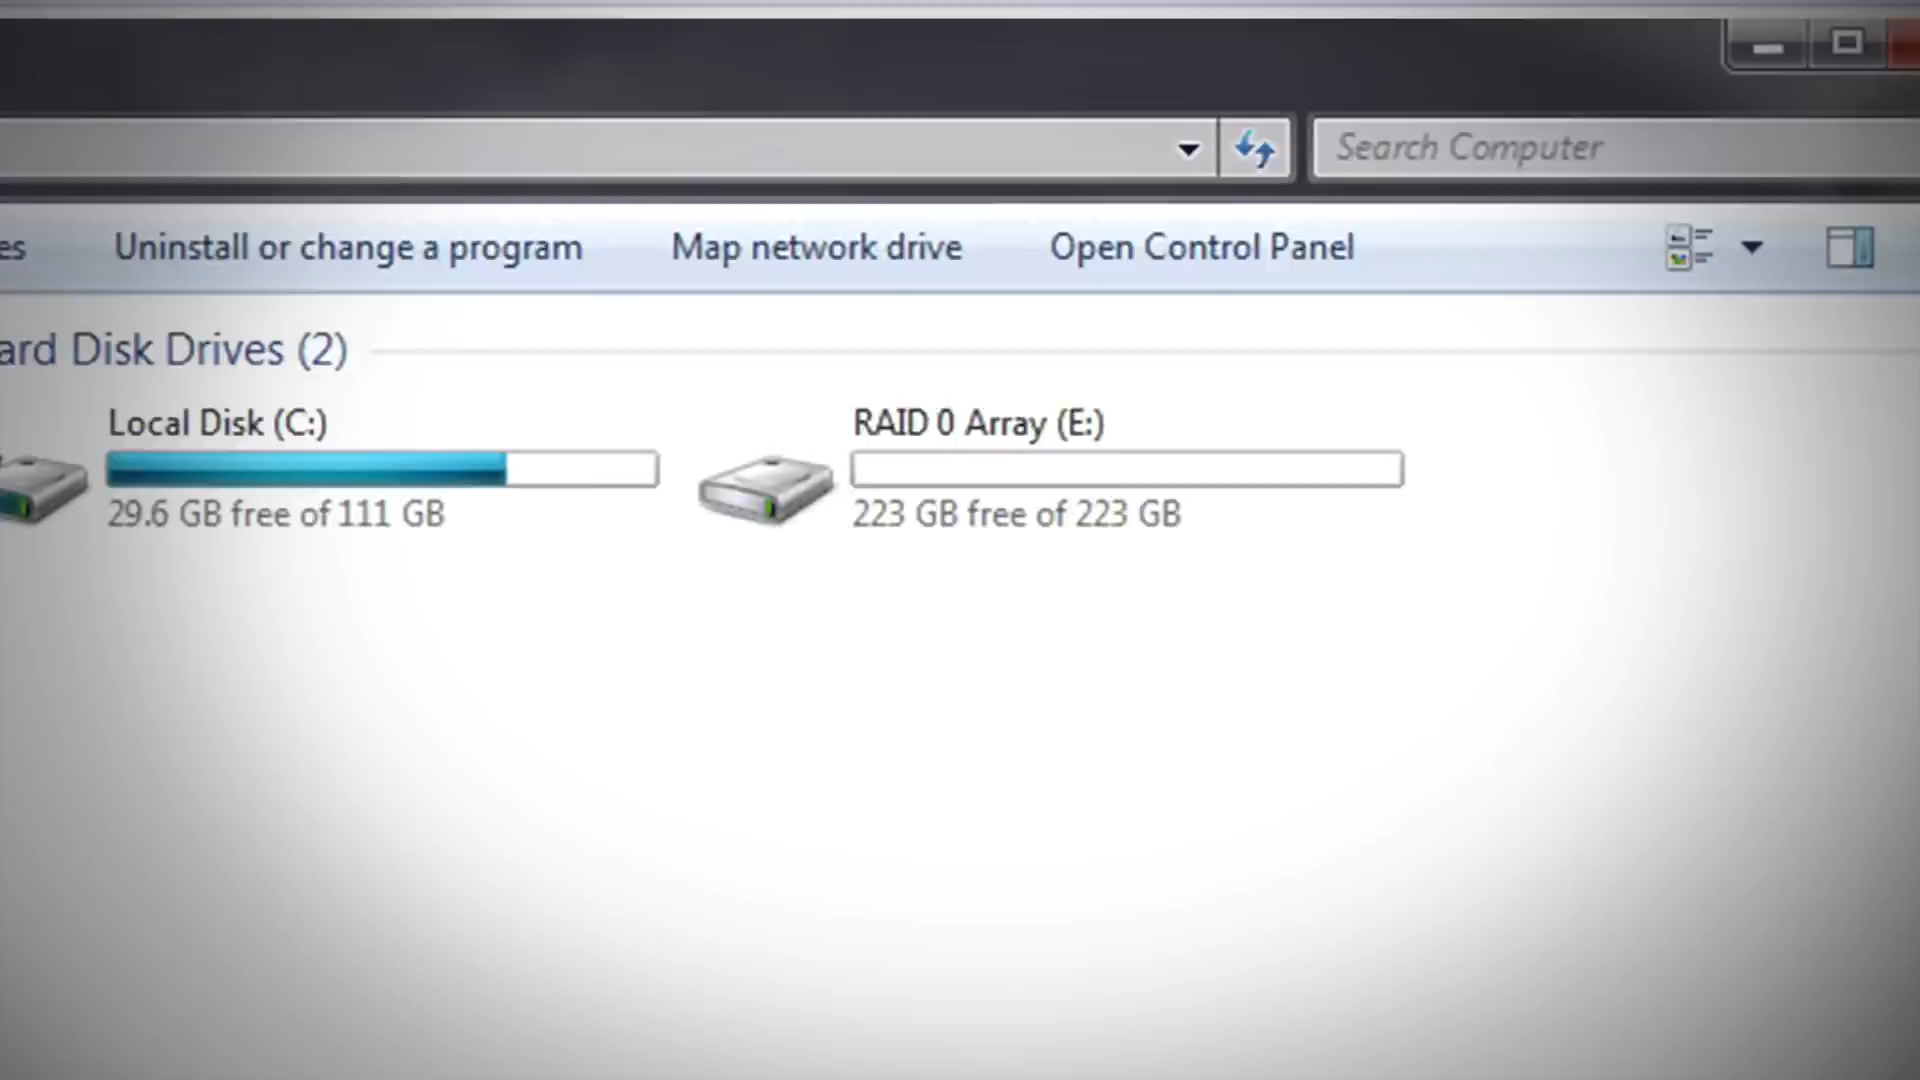 Search Computer
es Uninstall or change a program Map network drive Open Control Panel
ard Disk Drives (2)
Local Disk (C:) RAID 0 Array (E:)
29.6 GB free of 111 GB 223 GB free of 223 GB